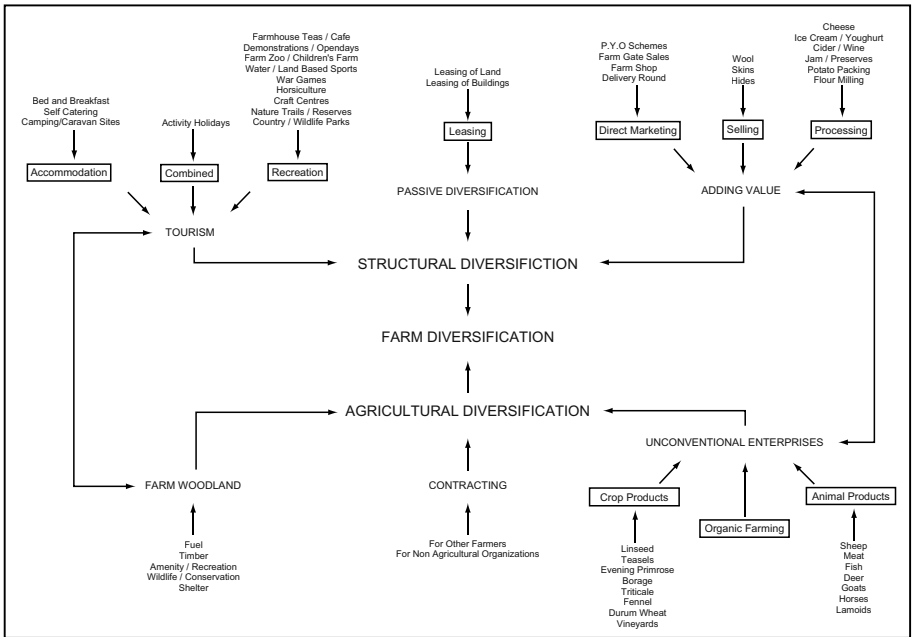 Farmhouse Teas / Cafe
Demonstrations / Opendays
Farm Zoo / Children's Farm
Water / Land Based Sports
War Games
Horsiculture
Craft Centres
Nature Trails / Reserves
Country / Wildlife Parks
Bed and Breakfast
Self Catering
Camping/Caravan Sites
Activity Holidays
Leasing of Land
Leasing of Buildings
P.Y.O Schemes
Farm Gate Sales
Farm Shop
Delivery Round
Wool
Skins
Hides
Cheese
Ice Cream / Youghurt
Cider / Wine
Jam / Preserves
Potato Packing
Flour Milling
Accommodation
Combined
Recreation
Leasing
Direct Marketing
Selling
Processing
PASSIVE DIVERSIFICATION
ADDING VALUE
TOURISM
STRUCTURAL DIVERSIFICTION
FARM DIVERSIFICATION
AGRICULTURAL DIVERSIFICATION
UNCONVENTIONAL ENTERPRISES
FARM WOODLAND
CONTRACTING
Crop Products
Organic Farming
Animal Products
Fuel
Timber
Amenity / Recreation
Wildlife / Conservation
Shelter
For Other Farmers
For Non Agricultural Organizations
Linseed
Teasels
Evening Primrose
Borage
Triticale
Fennel
Durum Wheat
Vineyards
Sheep
Meat
Fish
Deer
Goats
Horses
Lamoids